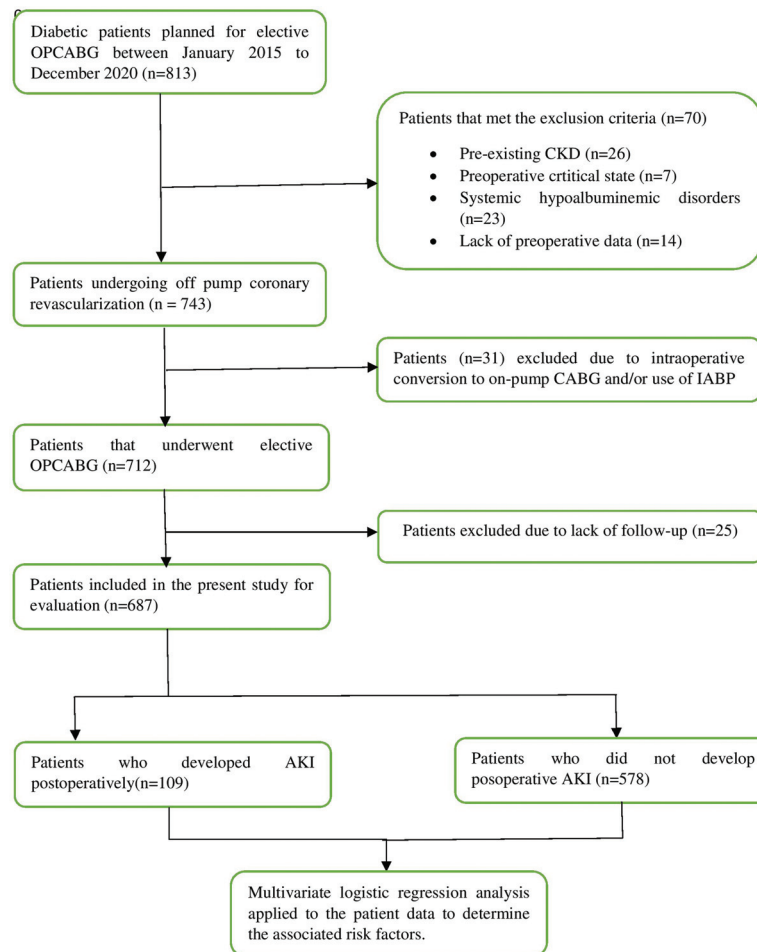 Diabetic patients planned for elective
OPCABG between January 2015 to
December 2020 (n=813)
Patients that met the exclusion criteria (n=70)
• Pre-existing CKD (n=26)
• Preoperative crtitical state (n=7)
• Systemic hypoalbuminemic disorders
(n=23)
• Lack of preoperative data (n=14)
Patients undergoing off pump coronary
revascularization (n = 743)
Patients (n=31) excluded due to intraoperative
conversion to on-pump CABG and/or use of IABP
Patients that underwent elective
OPCABG (n=712)
Patients excluded due to lack of follow-up (n=25)
Patients included in the present study for
evaluation (n=687)
Patients who developed AKI
postoperatively(n=109)
Patients who did not develop
posoperative AKI (n=578)
Multivariate logistic regression analysis
applied to the patient data to determine
the associated risk factors.